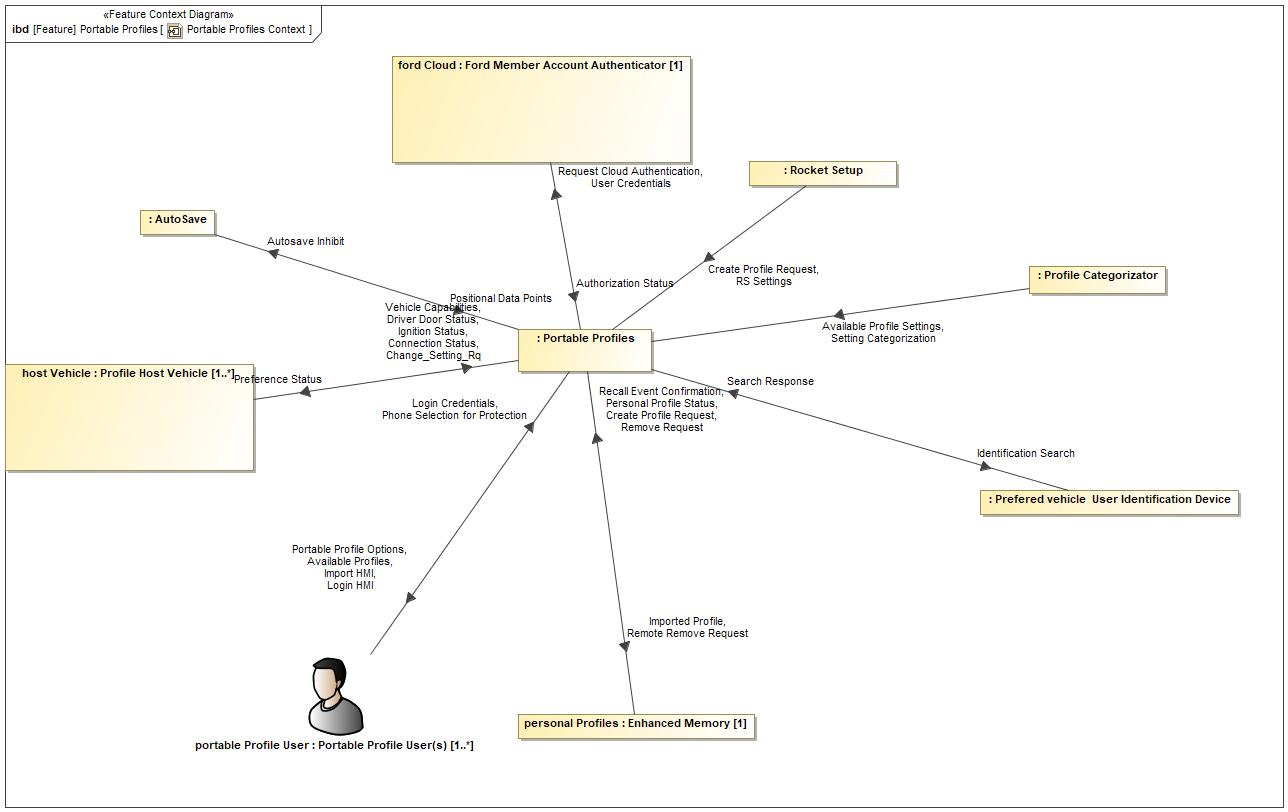 «Feature Context Diagram»
ibd [Feature] Portable Profiles [ Portable Profiles Context ]
ford Cloud : Ford Member Account Authenticator [1]
Request Cloud Authentication,
User Credentials
: Rocket Setup
: AutoSave
Autosave Inhibit
Create Profile Request,
RS Settings
: Profile Categorizator
Authorization Status
Positional Data Points
Vehicle Capabilities,
Driver Door Status,
Ignition Status,
Connection Status,
Change_Setting_Rq
Available Profile Settings,
Setting Categorization
: Portable Profiles
host Vehicle : Profile Host Vehicle [1..*]
Preference Status
Search Response
Login Credentials,
Phone Selection for Protection
Recall Event Confirmation,
Personal Profile Status,
Create Profile Request,
Remove Request
Identification Search
: Prefered vehicle User Identification Device
Portable Profile Options,
Available Profiles,
Import HMI,
Login HMI
Imported Profile,
Remote Remove Request
personal Profiles : Enhanced Memory [1]
portable Profile User : Portable Profile User(s) [1..*]